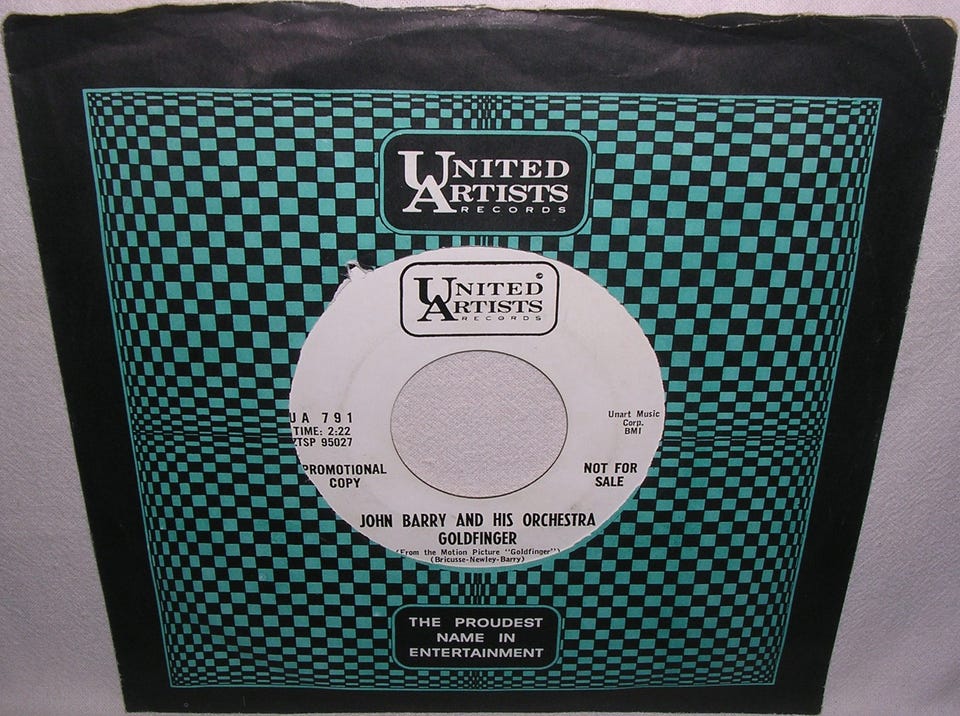 UNITED
ARTISTS
RECORDS
UNITED
ARTISTS
RECORDS
UA 791
TIME: 2:22
ZTSP 95027
Unart Music
Corp.
BMI
PROMOTIONAL
COPY
NOT FOR
SALE
JOHN BARRY AND HIS ORCHESTRA
GOLDFINGER
(From the Motion Picture "Goldfinger")
(Bricusse-Newley-Barry)
THE PROUDEST
NAME IN
ENTERTAINMENT